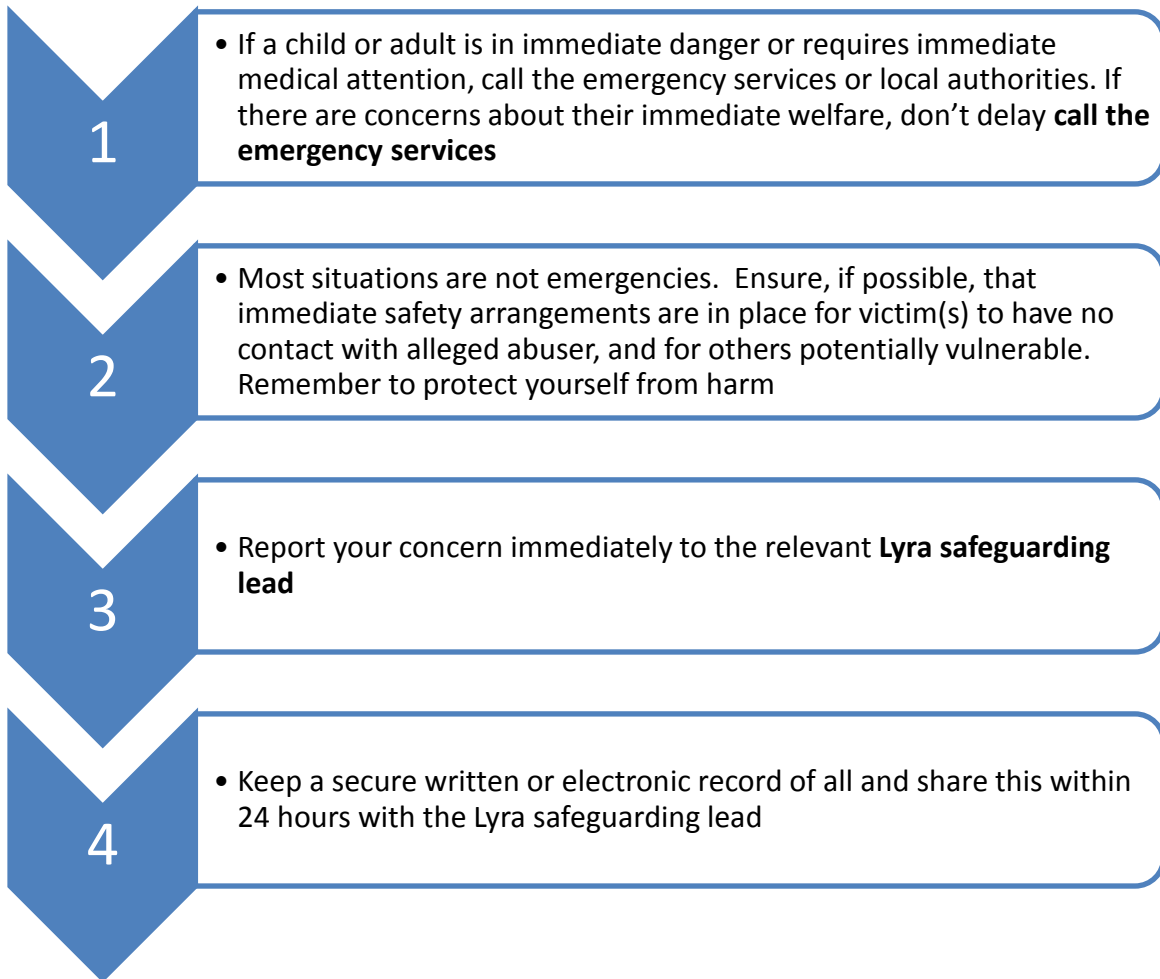 1
• If a child or adult is in immediate danger or requires immediate
medical attention, call the emergency services or local authorities. If
there are concerns about their immediate welfare, don’t delay call the
emergency services
2
• Most situations are not emergencies.  Ensure, if possible, that
immediate safety arrangements are in place for victim(s) to have no
contact with alleged abuser, and for others potentially vulnerable.
Remember to protect yourself from harm
3
• Report your concern immediately to the relevant Lyra safeguarding
lead
4
• Keep a secure written or electronic record of all and share this within
24 hours with the Lyra safeguarding lead